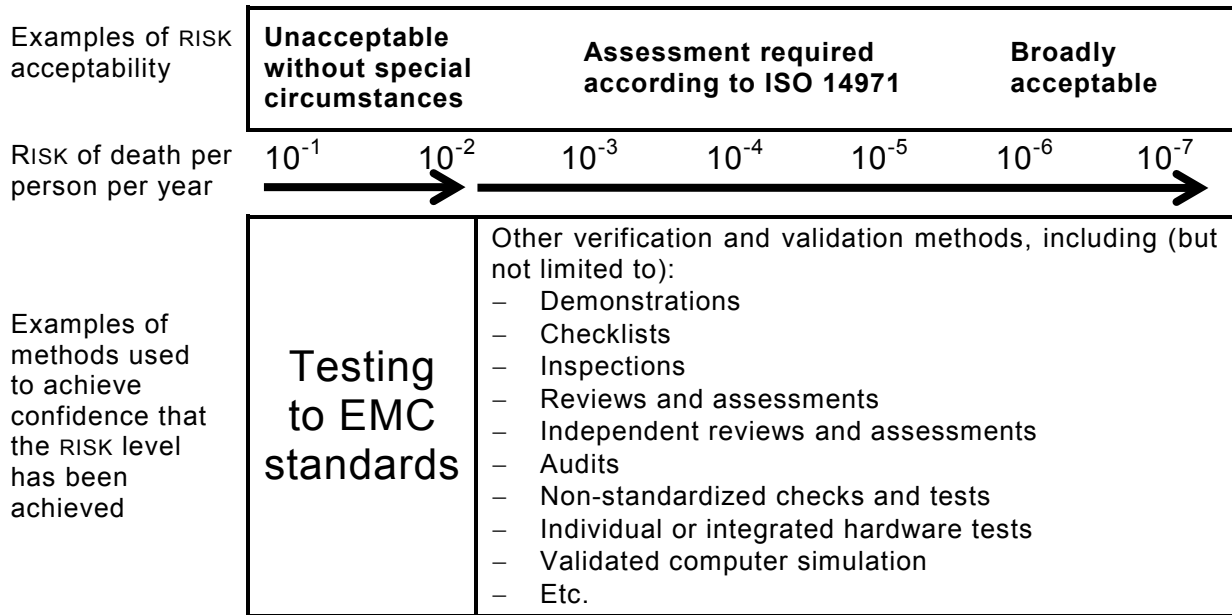 Examples of RISK
acceptability
Unacceptable
without special
circumstances
Assessment required
according to ISO 14971
Broadly
acceptable
RISK of death per
person per year
10⁻¹ 10⁻² 10⁻³ 10⁻⁴ 10⁻⁵ 10⁻⁶ 10⁻⁷
Examples of
methods used
to achieve
confidence that
the RISK level
has been
achieved
Testing
to EMC
standards
Other verification and validation methods, including (but
not limited to):
– Demonstrations
– Checklists
– Inspections
– Reviews and assessments
– Independent reviews and assessments
– Audits
– Non-standardized checks and tests
– Individual or integrated hardware tests
– Validated computer simulation
– Etc.